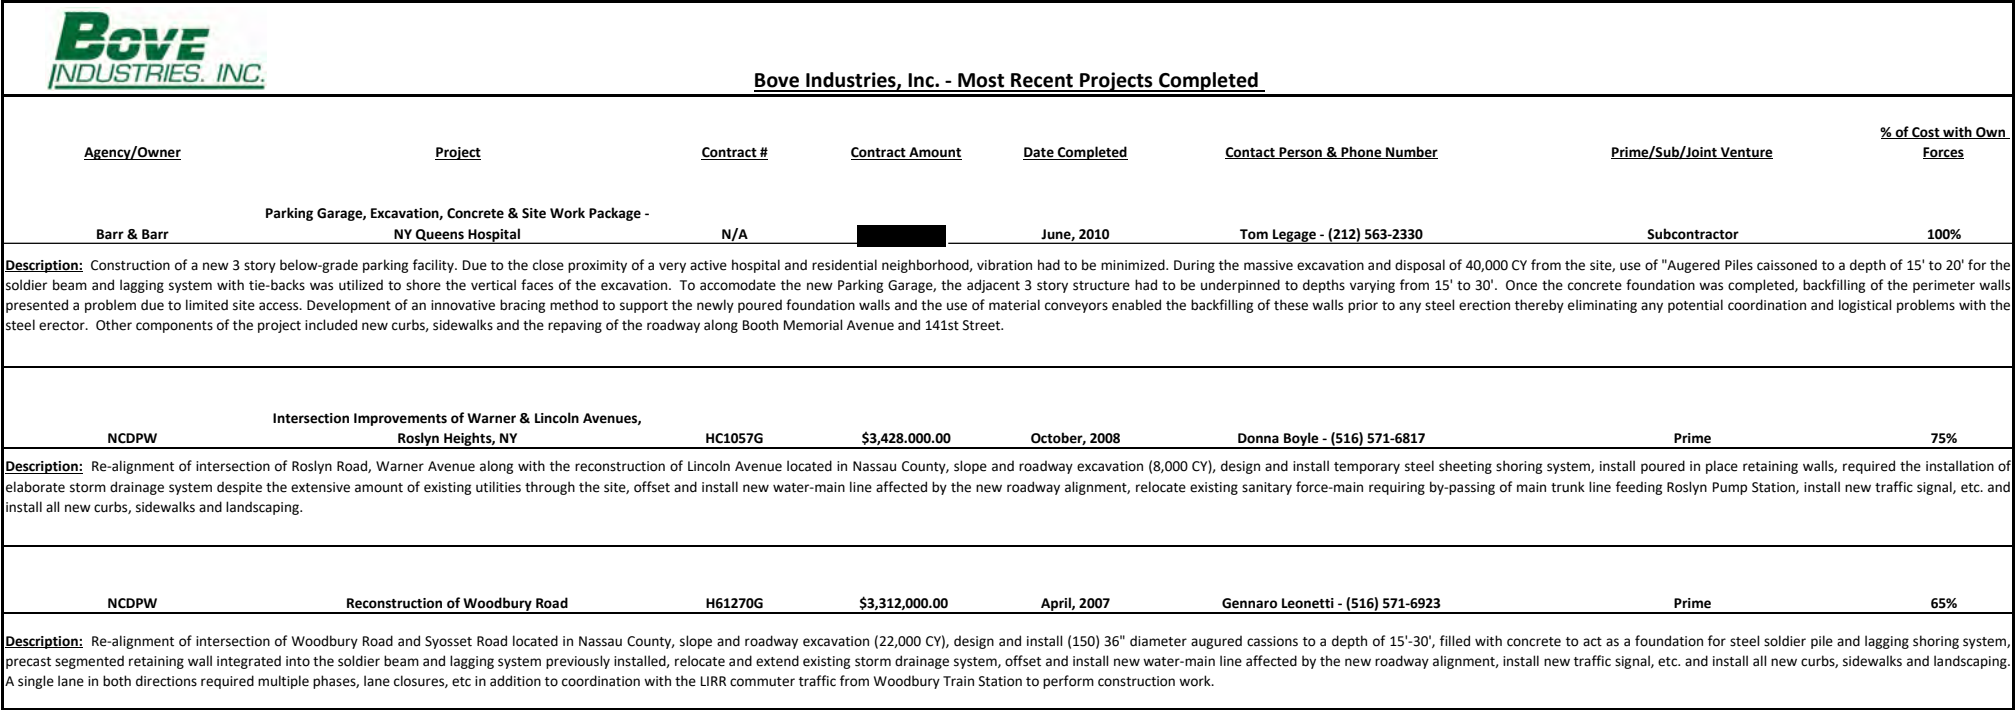 BOVE
INDUSTRIES. INC.
Bove Industries, Inc. - Most Recent Projects Completed
% of Cost with Own
Agency/Owner Project Contract # Contract Amount Date Completed Contact Person & Phone Number Prime/Sub/Joint Venture Forces
Parking Garage, Excavation, Concrete & Site Work Package -
Barr & Barr NY Queens Hospital N/A June, 2010 Tom Legage - (212) 563-2330 Subcontractor 100%
Description: Construction of a new 3 story below-grade parking facility. Due to the close proximity of a very active hospital and residential neighborhood, vibration had to be minimized. During the massive excavation and disposal of 40,000 CY from the site, use of "Augered Piles caissoned to a depth of 15' to 20' for the
soldier beam and lagging system with tie-backs was utilized to shore the vertical faces of the excavation. To accomodate the new Parking Garage, the adjacent 3 story structure had to be underpinned to depths varying from 15' to 30'. Once the concrete foundation was completed, backfilling of the perimeter walls
presented a problem due to limited site access. Development of an innovative bracing method to support the newly poured foundation walls and the use of material conveyors enabled the backfilling of these walls prior to any steel erection thereby eliminating any potential coordination and logistical problems with the
steel erector. Other components of the project included new curbs, sidewalks and the repaving of the roadway along Booth Memorial Avenue and 141st Street.
Intersection Improvements of Warner & Lincoln Avenues,
NCDPW Roslyn Heights, NY HC1057G $3,428.000.00 October, 2008 Donna Boyle - (516) 571-6817 Prime 75%
Description: Re-alignment of intersection of Roslyn Road, Warner Avenue along with the reconstruction of Lincoln Avenue located in Nassau County, slope and roadway excavation (8,000 CY), design and install temporary steel sheeting shoring system, install poured in place retaining walls, required the installation of
elaborate storm drainage system despite the extensive amount of existing utilities through the site, offset and install new water-main line affected by the new roadway alignment, relocate existing sanitary force-main requiring by-passing of main trunk line feeding Roslyn Pump Station, install new traffic signal, etc. and
install all new curbs, sidewalks and landscaping.
NCDPW Reconstruction of Woodbury Road H61270G $3,312,000.00 April, 2007 Gennaro Leonetti - (516) 571-6923 Prime 65%
Description: Re-alignment of intersection of Woodbury Road and Syosset Road located in Nassau County, slope and roadway excavation (22,000 CY), design and install (150) 36" diameter augured cassions to a depth of 15'-30', filled with concrete to act as a foundation for steel soldier pile and lagging shoring system,
precast segmented retaining wall integrated into the soldier beam and lagging system previously installed, relocate and extend existing storm drainage system, offset and install new water-main line affected by the new roadway alignment, install new traffic signal, etc. and install all new curbs, sidewalks and landscaping.
A single lane in both directions required multiple phases, lane closures, etc in addition to coordination with the LIRR commuter traffic from Woodbury Train Station to perform construction work.